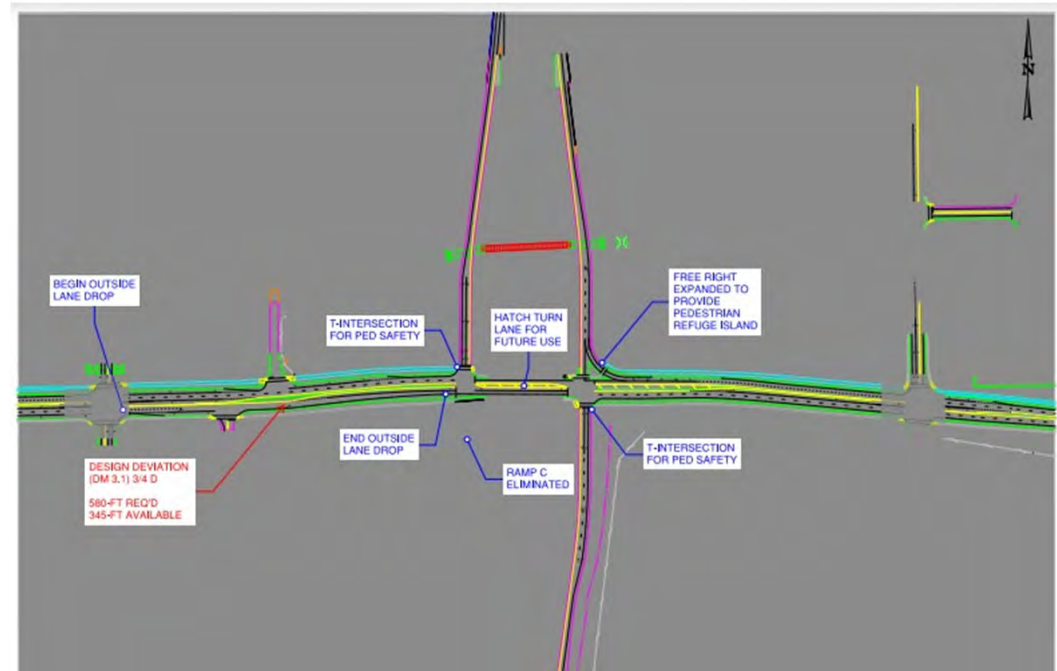 N
FREE RIGHT
EXPANDED TO
PROVIDE
PEDESTRIAN
REFUGE ISLAND
BEGIN OUTSIDE
LANE DROP
T-INTERSECTION
FOR PED SAFETY
HATCH TURN
LANE FOR
FUTURE USE
END OUTSIDE
LANE DROP
T-INTERSECTION
FOR PED SAFETY
RAMP C
ELIMINATED
DESIGN DEVIATION
(DM 3.1) 3/4 D
580-FT REQ'D
345-FT AVAILABLE